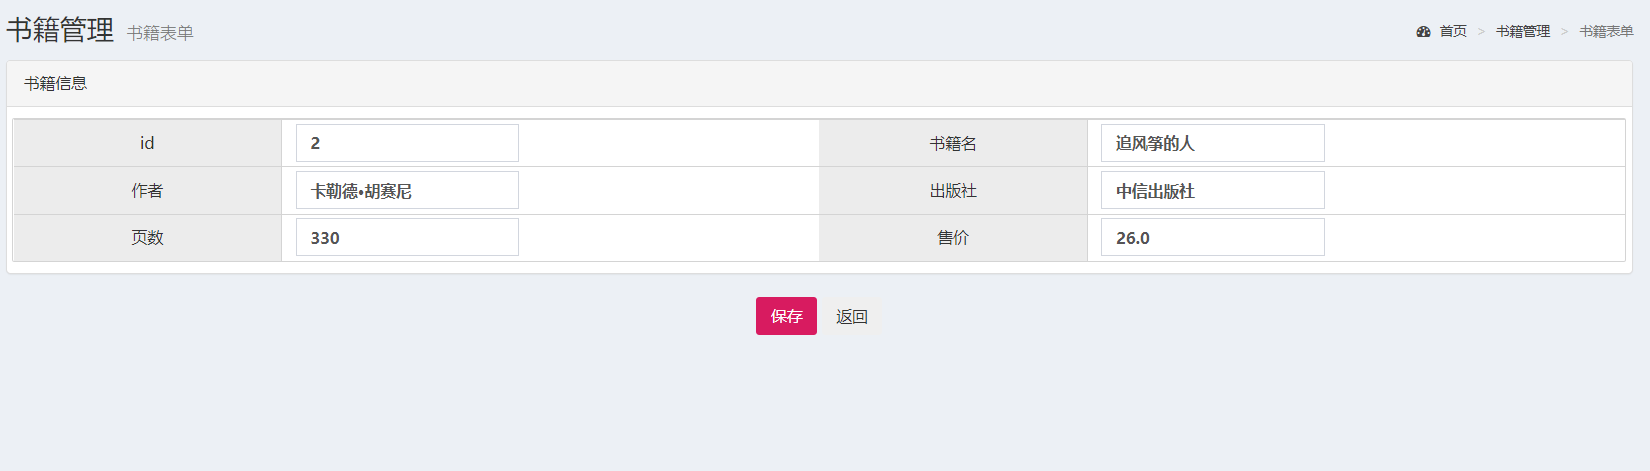 书籍管理 书籍表单
首页 > 书籍管理 > 书籍表单
书籍信息
id 2 书籍名 追风筝的人
作者 卡勒德•胡赛尼 出版社 中信出版社
页数 330 售价 26.0
保存 返回